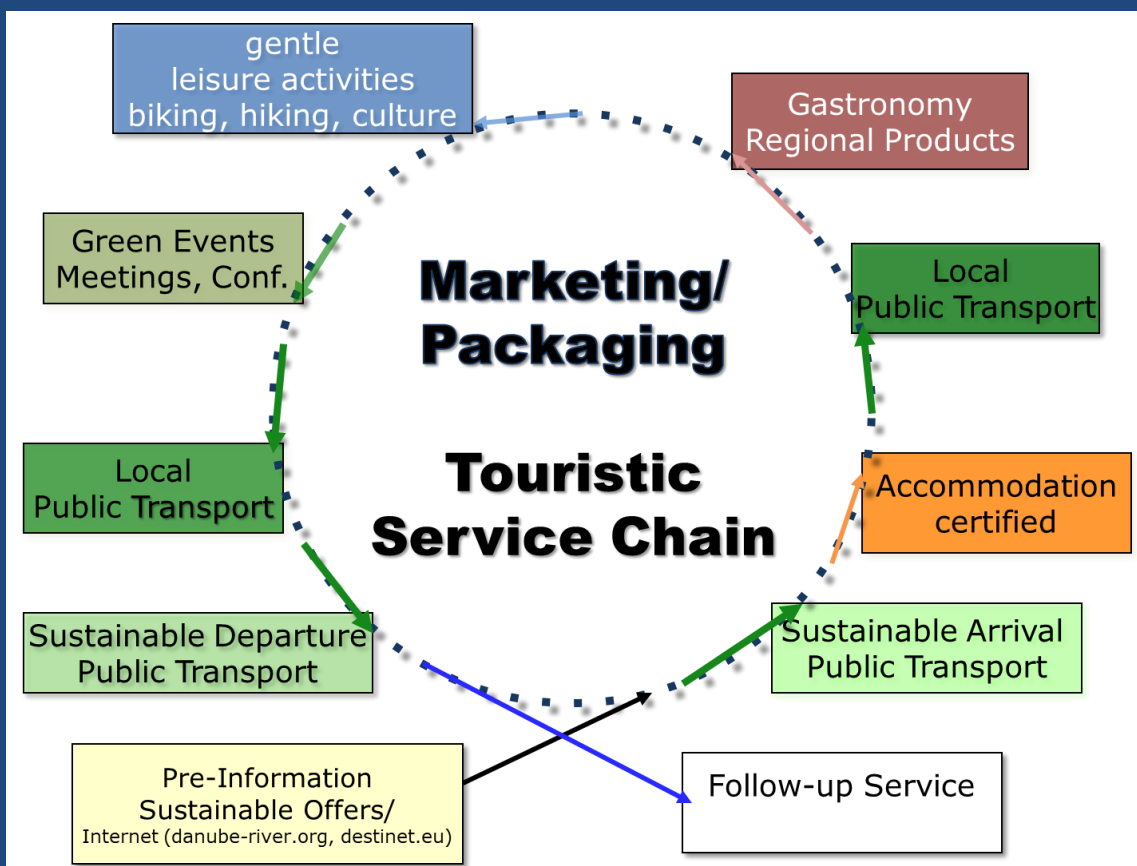 gentle
leisure activities
biking, hiking, culture
Gastronomy
Regional Products
Green Events
Meetings, Conf.
Marketing/
Packaging
Local
Public Transport
Touristic
Service Chain
Local
Public Transport
Accommodation
certified
Sustainable Departure
Public Transport
Sustainable Arrival
Public Transport
Pre-Information
Sustainable Offers/
Internet (danube-river.org, destinet.eu)
Follow-up Service